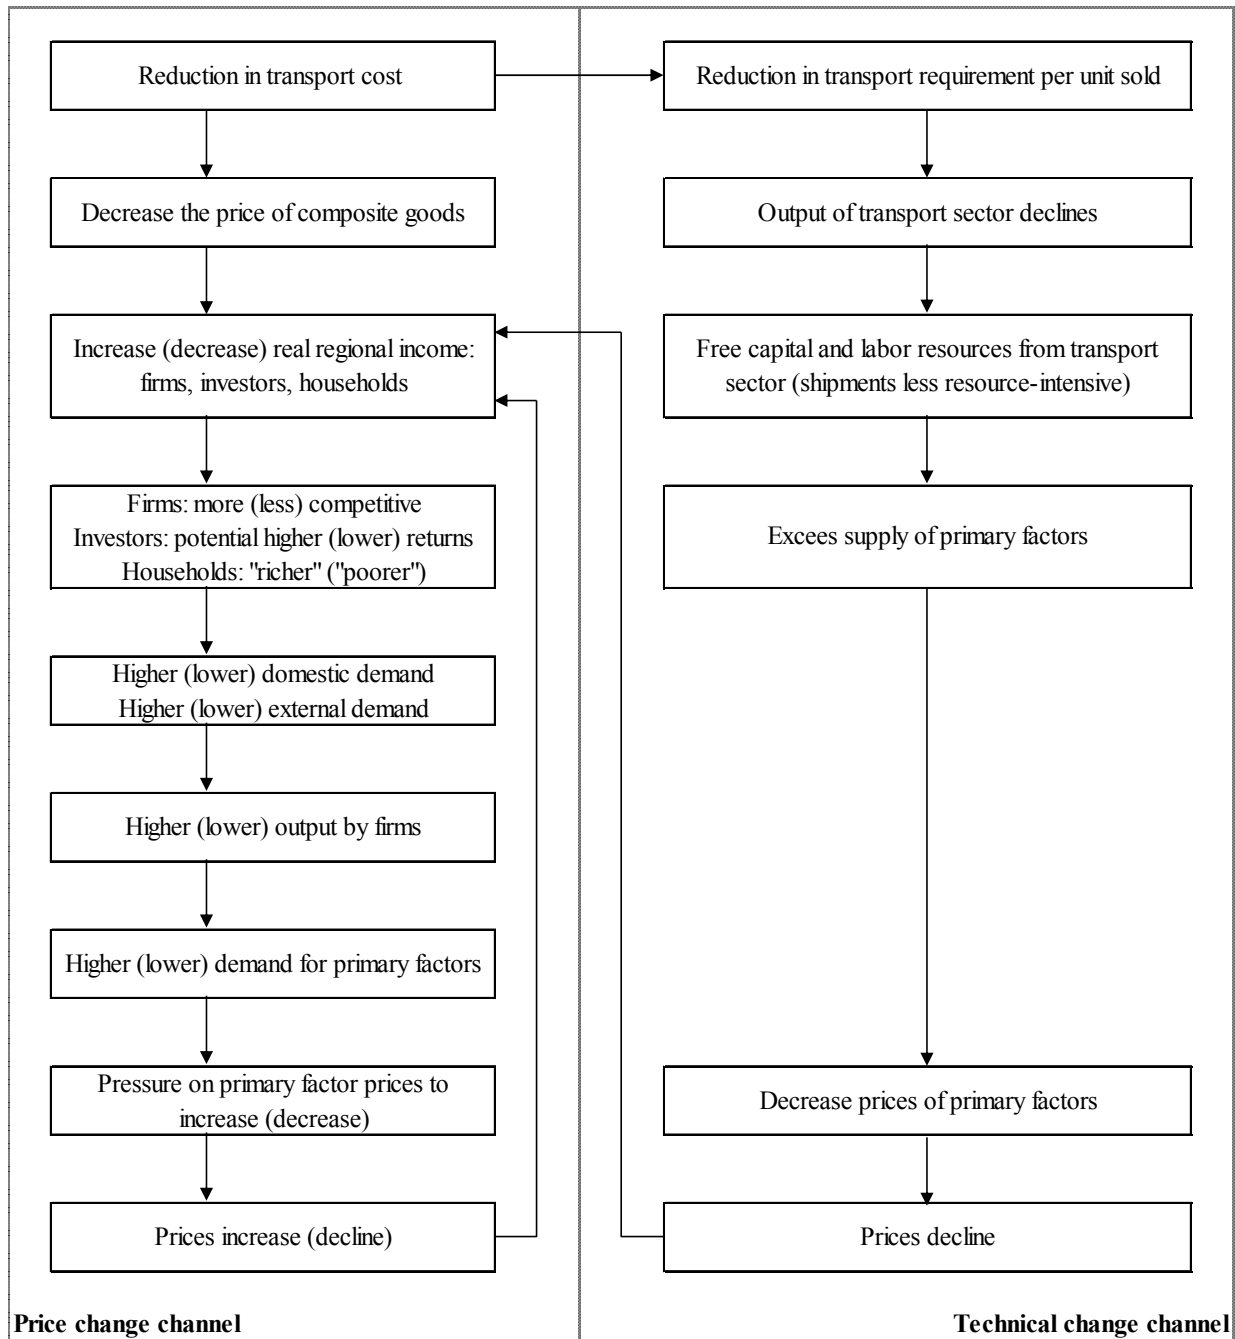 Reduction in transport cost
Reduction in transport requirement per unit sold
Decrease the price of composite goods
Output of transport sector declines
Increase (decrease) real regional income:
firms, investors, households
Free capital and labor resources from transport
sector (shipments less resource-intensive)
Firms: more (less) competitive
Investors: potential higher (lower) returns
Households: "richer" ("poorer")
Excees supply of primary factors
Higher (lower) domestic demand
Higher (lower) external demand
Higher (lower) output by firms
Higher (lower) demand for primary factors
Pressure on primary factor prices to
increase (decrease)
Decrease prices of primary factors
Prices increase (decline)
Prices decline
Price change channel
Technical change channel